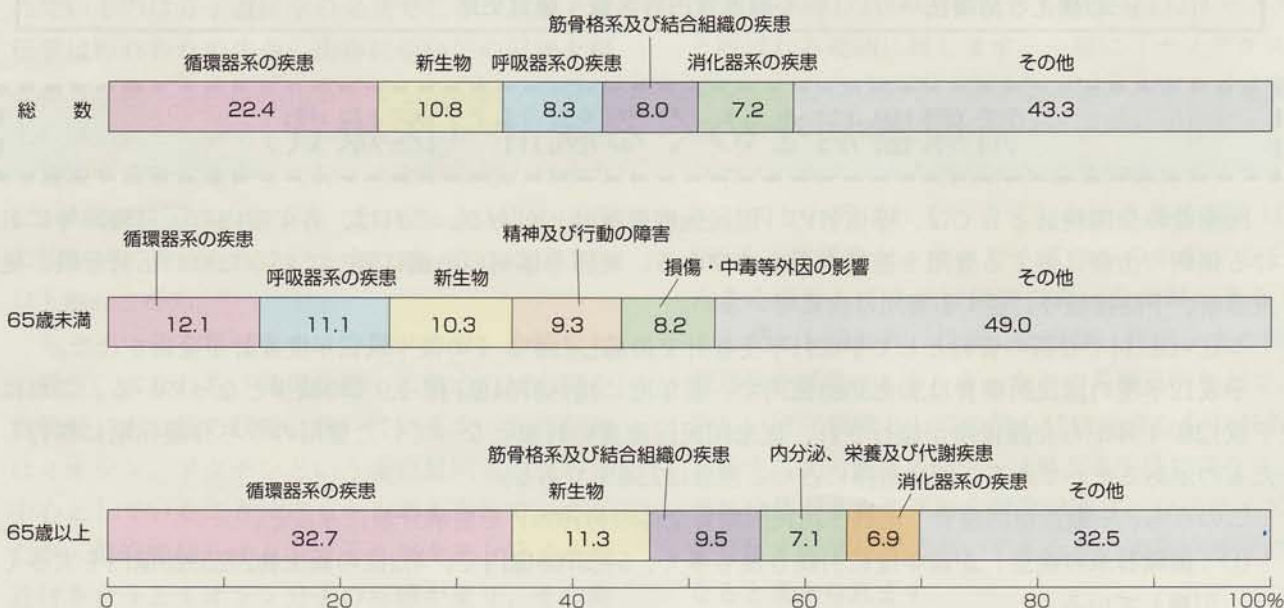 筋骨格系及び結合組織の疾患
循環器系の疾患 新生物 呼吸器系の疾患 消化器系の疾患 その他
総 数 22.4 10.8 8.3 8.0 7.2 43.3
循環器系の疾患 精神及び行動の障害
呼吸器系の疾患 新生物 損傷・中毒等外因の影響 その他
65歳未満 12.1 11.1 10.3 9.3 8.2 49.0
筋骨格系及び結合組織の疾患 内分泌、栄養及び代謝疾患
循環器系の疾患 新生物 消化器系の疾患 その他
65歳以上 32.7 11.3 9.5 7.1 6.9 32.5
0 20 40 60 80 100%